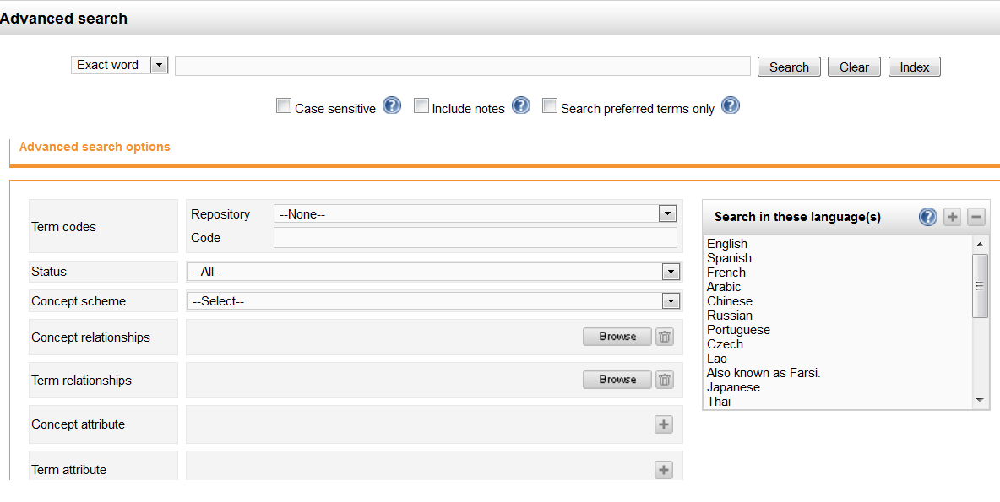 Advanced search
Exact word
Search
Clear
Index
Case sensitive
Include notes
Search preferred terms only
Advanced search options
Term codes
Repository
--None--
Code
Status
--All--
Concept scheme
--Select--
Concept relationships
Browse
Term relationships
Browse
Concept attribute
Term attribute
Search in these language(s)
English
Spanish
French
Arabic
Chinese
Russian
Portuguese
Czech
Lao
Also known as Farsi.
Japanese
Thai